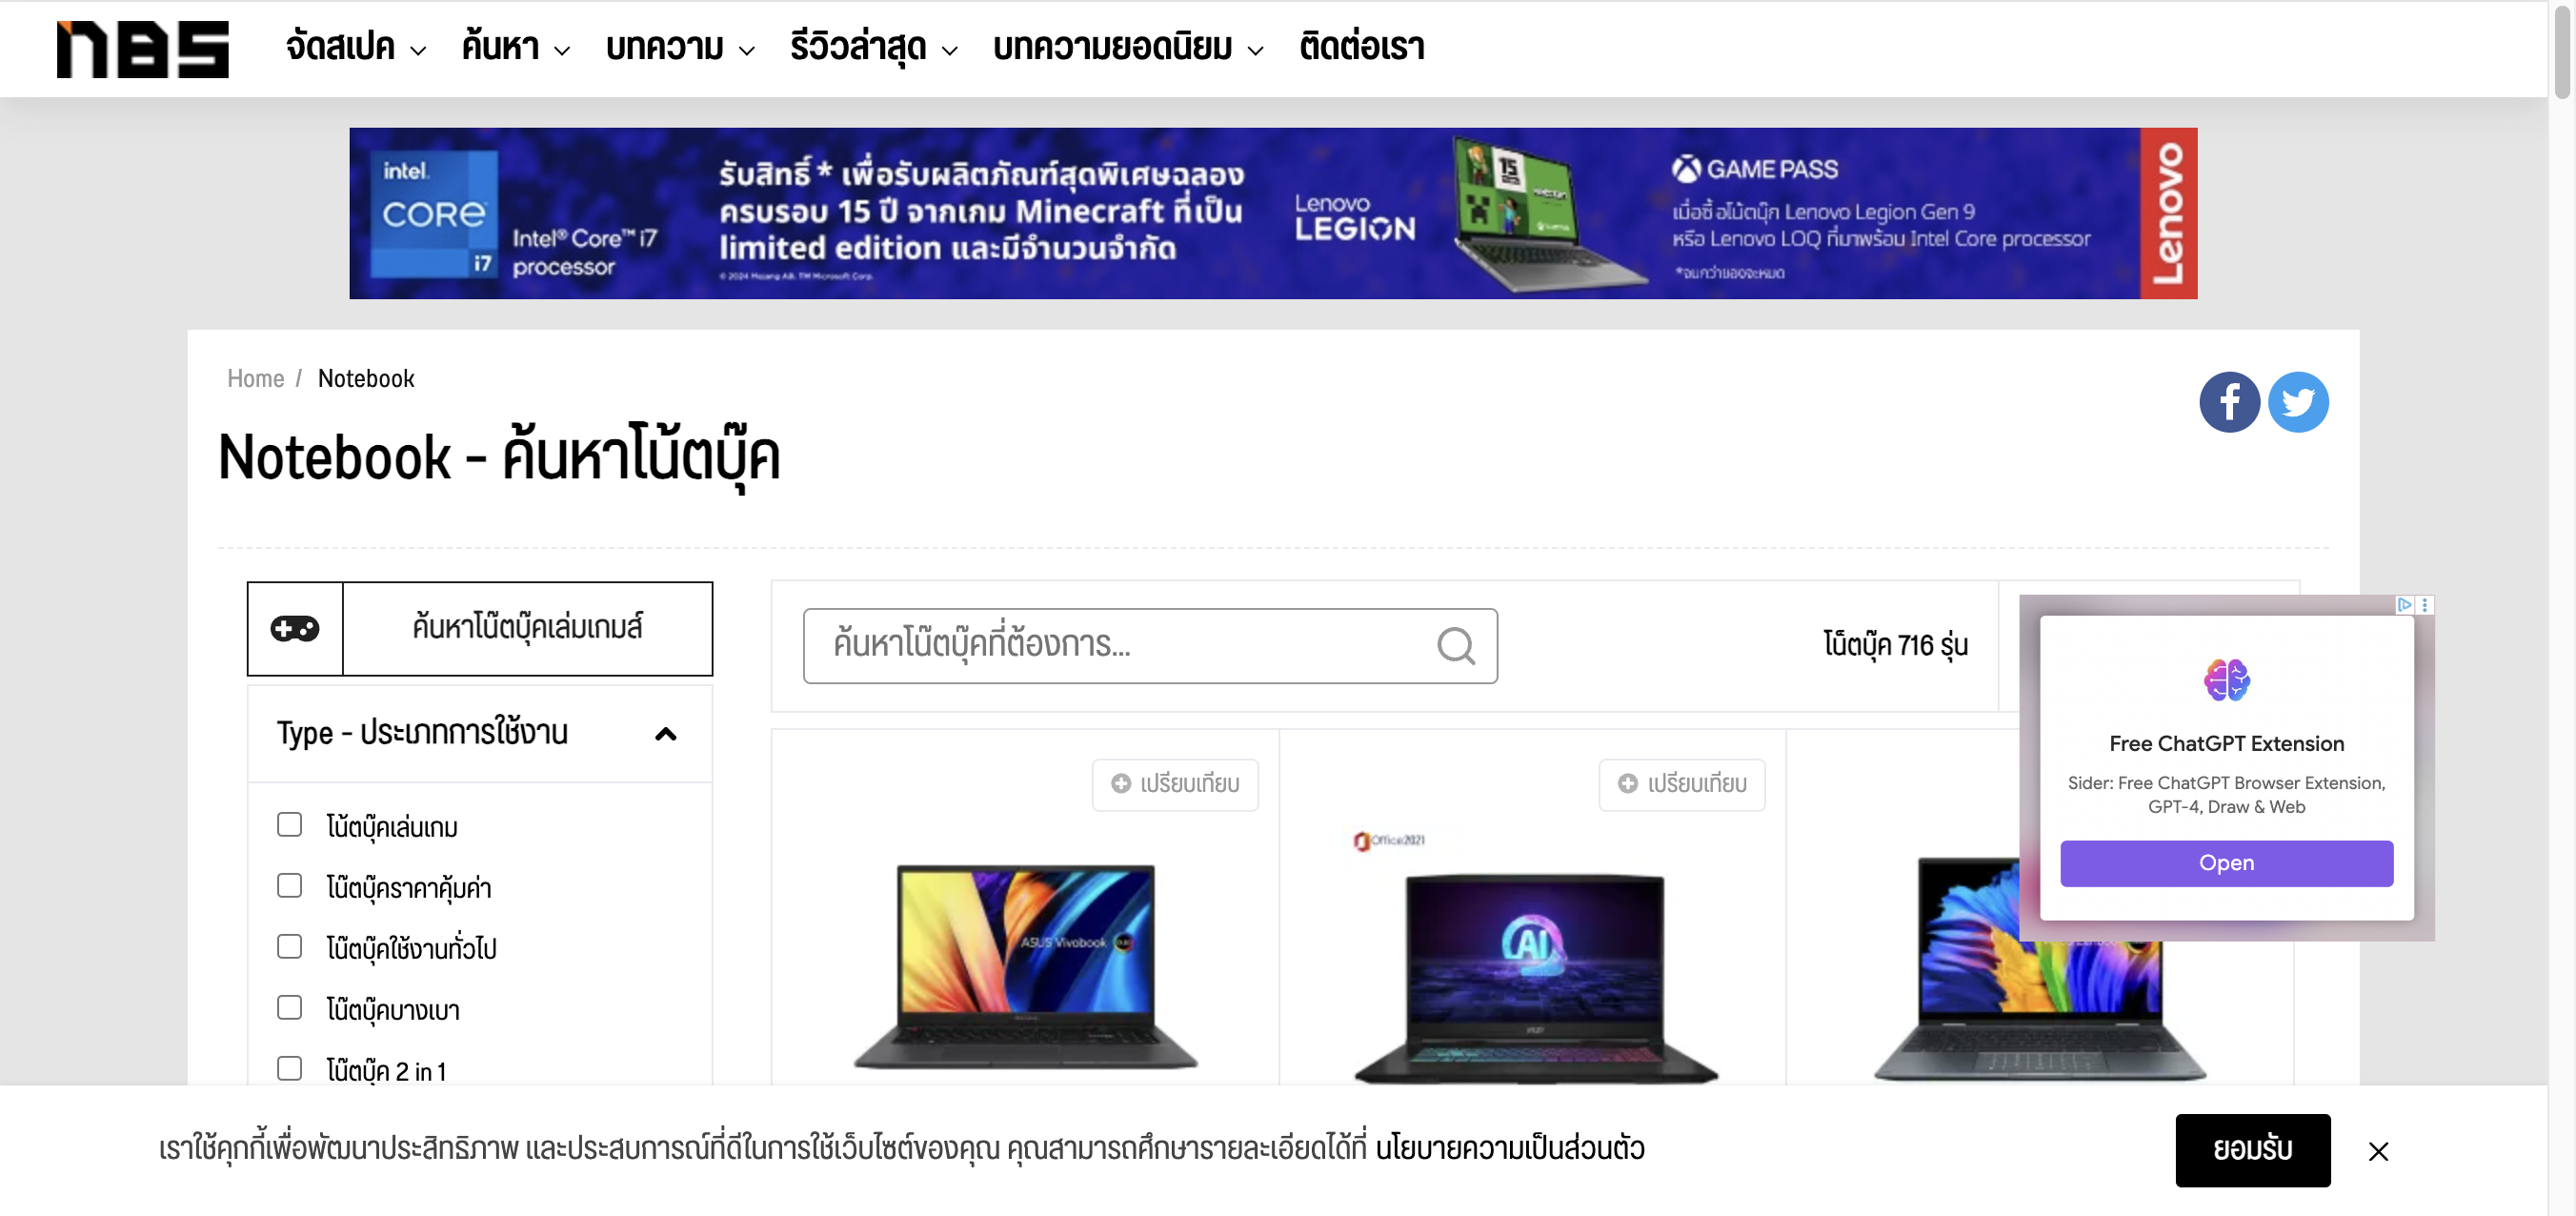 nBS
จัดสเปค
ค้นหา
บทความ
รีวิวล่าสุด
บทความยอดนิยม
ติดต่อเรา
intel.
CORE
i7
Intel® Core™ i7
processor
รับสิทธิ์ * เพื่อรับผลิตภัณฑ์สุดพิเศษฉลอง
ครบรอบ 15 ปี จากเกม Minecraft ที่เป็น
limited edition และมีจำนวนจำกัด
© 2024 Mojang AB. TM Microsoft Corp.
Lenovo
LEGION
15
GAME PASS
เมื่อซื้อโน้ตบุ๊ก Lenovo Legion Gen 9
หรือ Lenovo LOQ ที่มาพร้อม Intel Core processor
*จนกว่าของจะหมด
Lenovo
Home / Notebook
Notebook - ค้นหาโน้ตบุ๊ค
ค้นหาโน๊ตบุ๊คเล่มเกมส์
ค้นหาโน๊ตบุ๊คที่ต้องการ...
โน็ตบุ๊ค 716 รุ่น
Type - ประเภทการใช้งาน
โน้ตบุ๊คเล่นเกม
โน๊ตบุ๊คราคาคุ้มค่า
โน๊ตบุ๊คใช้งานทั่วไป
โน๊ตบุ๊คบางเบา
โน๊ตบุ๊ค 2 in 1
เปรียบเทียบ
ASUS Vivobook
เปรียบเทียบ
Office2021
AI
Free ChatGPT Extension
Sider: Free ChatGPT Browser Extension,
GPT-4, Draw & Web
Open
เราใช้คุกกี้เพื่อพัฒนาประสิทธิภาพ และประสบการณ์ที่ดีในการใช้เว็บไซต์ของคุณ คุณสามารถศึกษารายละเอียดได้ที่ นโยบายความเป็นส่วนตัว
ยอมรับ